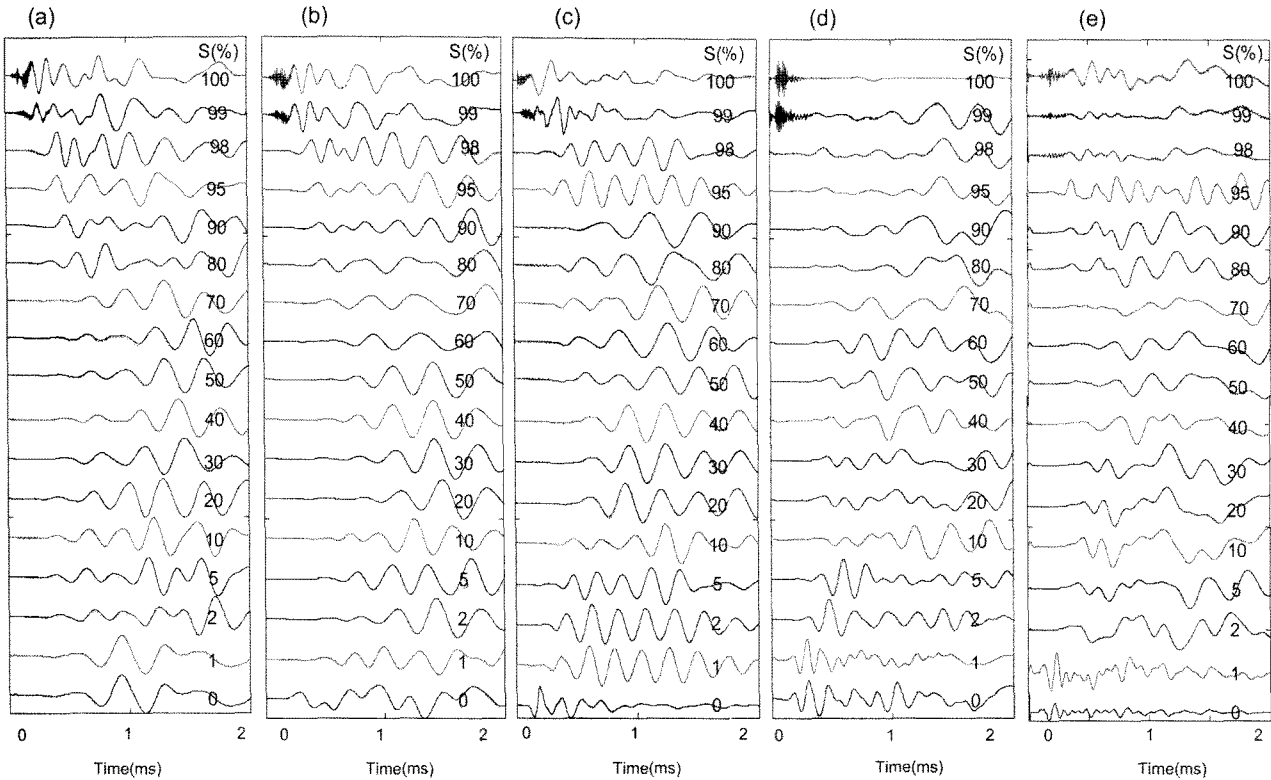 (a) (b) (c) (d) (e)
S(%) S(%) S(%) S(%) S(%)
100 100 100 100 100
99 99 99 99 99
98 98 98 98 98
95 95 95 95 95
90 90 90 90 90
80 80 80 80 80
70 70 70 70 70
60 60 60 60 60
50 50 50 50 50
40 40 40 40 40
30 30 30 30 30
20 20 20 20 20
10 10 10 10 10
5 5 5 5 5
2 2 2 2 2
1 1 1 1 1
0 0 0 0 0
0 1 2 0 1 2 0 1 2 0 1 2 0 1 2
Time(ms) Time(ms) Time(ms) Time(ms) Time(ms)